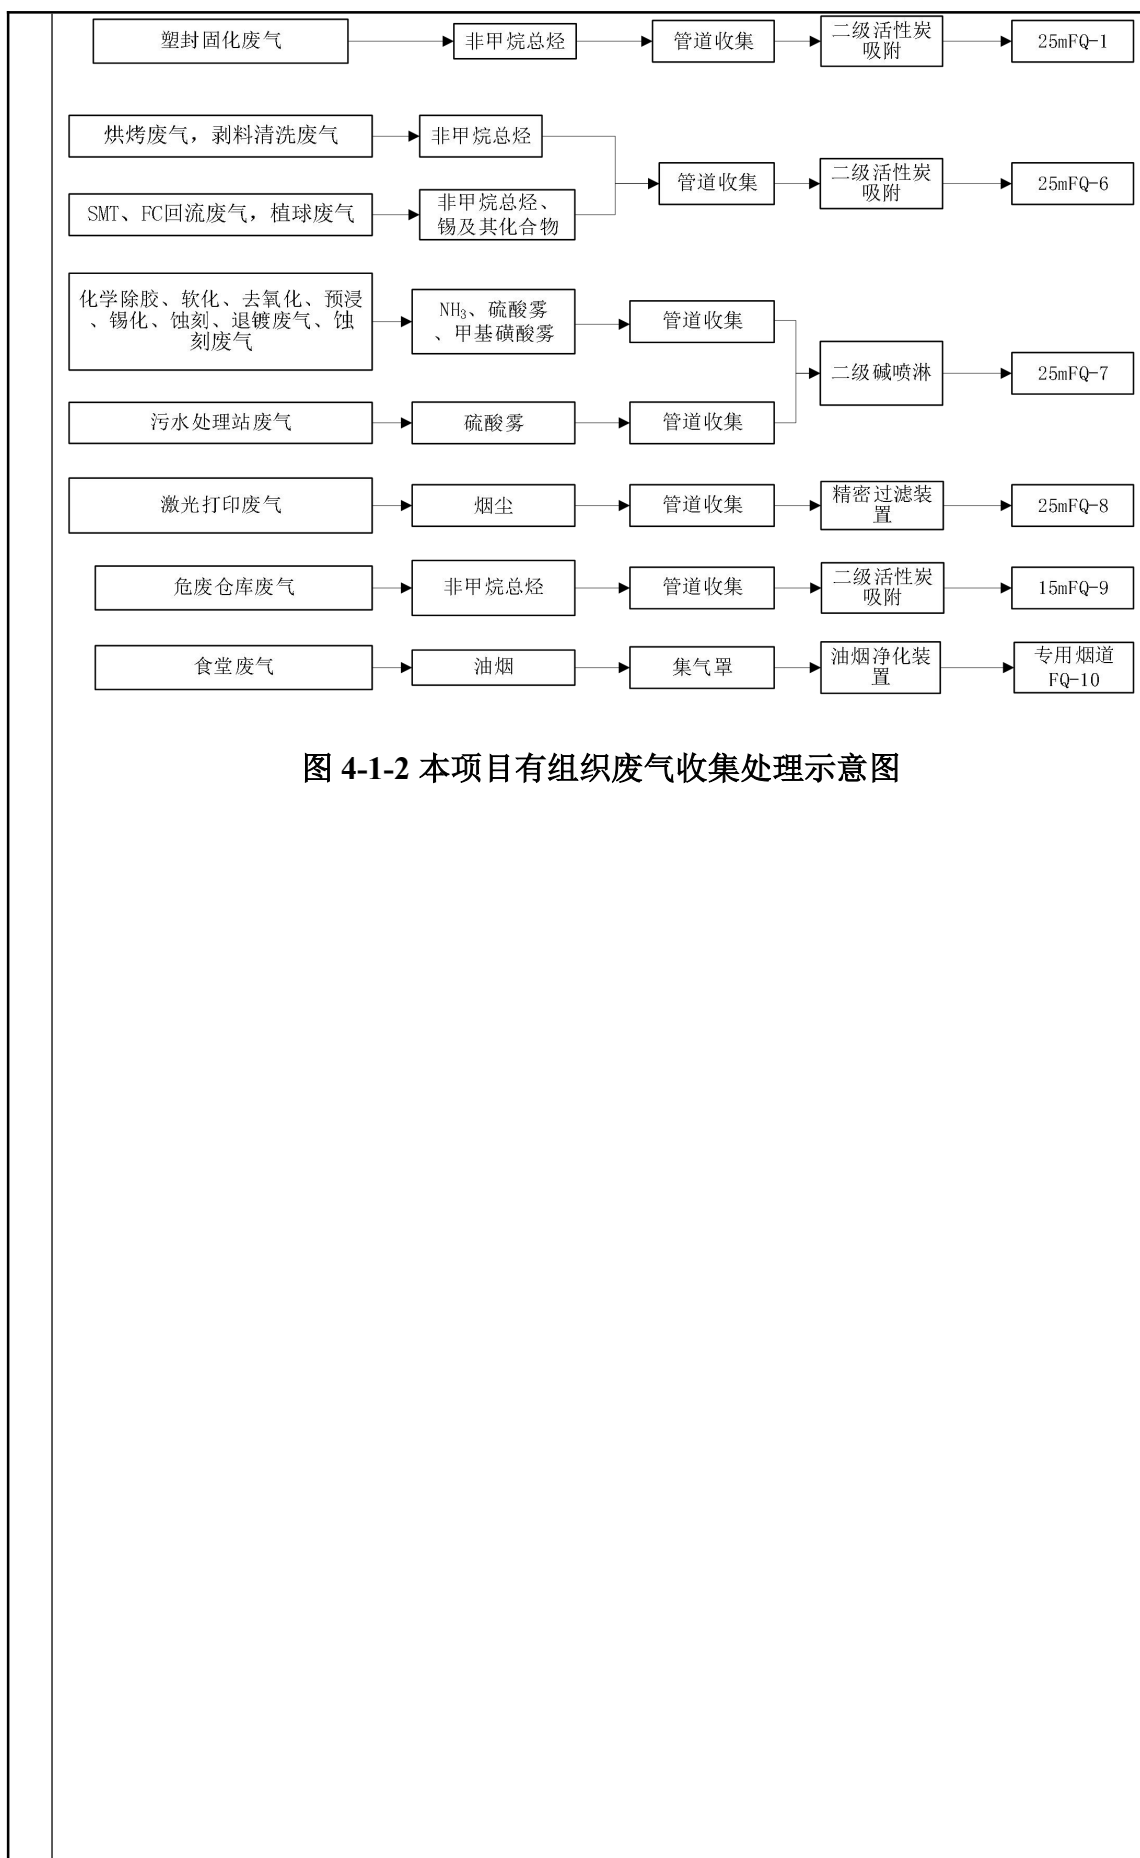 塑封固化废气
非甲烷总烃
管道收集
二级活性炭
吸附
25mFQ-1
烘烤废气，剥料清洗废气
非甲烷总烃
SMT、FC回流废气，植球废气
非甲烷总烃、
锡及其化合物
管道收集
二级活性炭
吸附
25mFQ-6
化学除胶、软化、去氧化、预浸
、锡化、蚀刻、退镀废气、蚀
刻废气
NH₃、硫酸雾
、甲基磺酸雾
管道收集
污水处理站废气
硫酸雾
管道收集
二级碱喷淋
25mFQ-7
激光打印废气
烟尘
管道收集
精密过滤装
置
25mFQ-8
危废仓库废气
非甲烷总烃
管道收集
二级活性炭
吸附
15mFQ-9
食堂废气
油烟
集气罩
油烟净化装
置
专用烟道
FQ-10
图 4-1-2 本项目有组织废气收集处理示意图